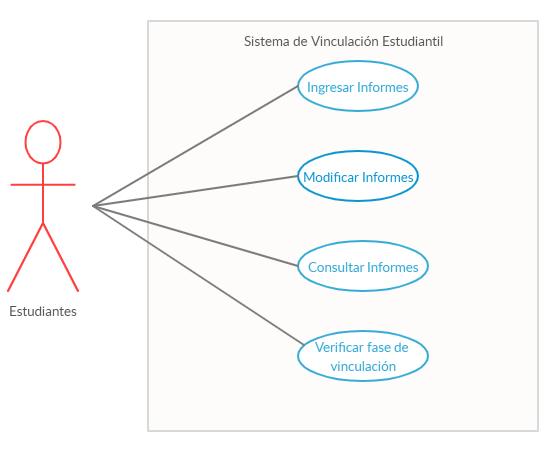 Sistema de Vinculación Estudiantil
Ingresar Informes
Modificar Informes
Consultar Informes
Estudiantes
Verificar fase de
vinculación